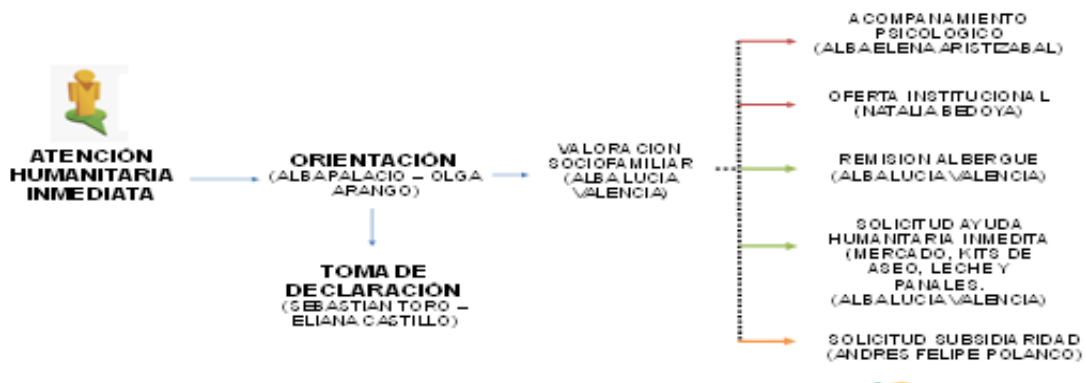 ATENCIÓN
HUMANITARIA
INMEDIATA
ORIENTACIÓN
(ALBA PALACIO – OLGA
ARANGO)
TOMA DE
DECLARACIÓN
(SEBASTIAN TORO –
ELIANA CASTILLO)
VALORACION
SOCIOFAMILIAR
(ALBA LUCIA
VALENCIA)
ACOMPANAMIENTO
PSICOLOGICO
(ALBA ELENA ARISTIZABAL)
OFERTA INSTITUCIONAL
(NATALIA BEDOYA)
REMISION ALBERGUE
(ALBA LUCIA VALENCIA)
SOLICITUD AYUDA
HUMANITARIA INMEDITA
(MERCADO, KITS DE
ASEO, LECHE Y
PANALES.
(ALBA LUCIA VALENCIA)
SOLICITUD SUBSIDIARIDAD
(ANDRES FELIPE POLANCO)